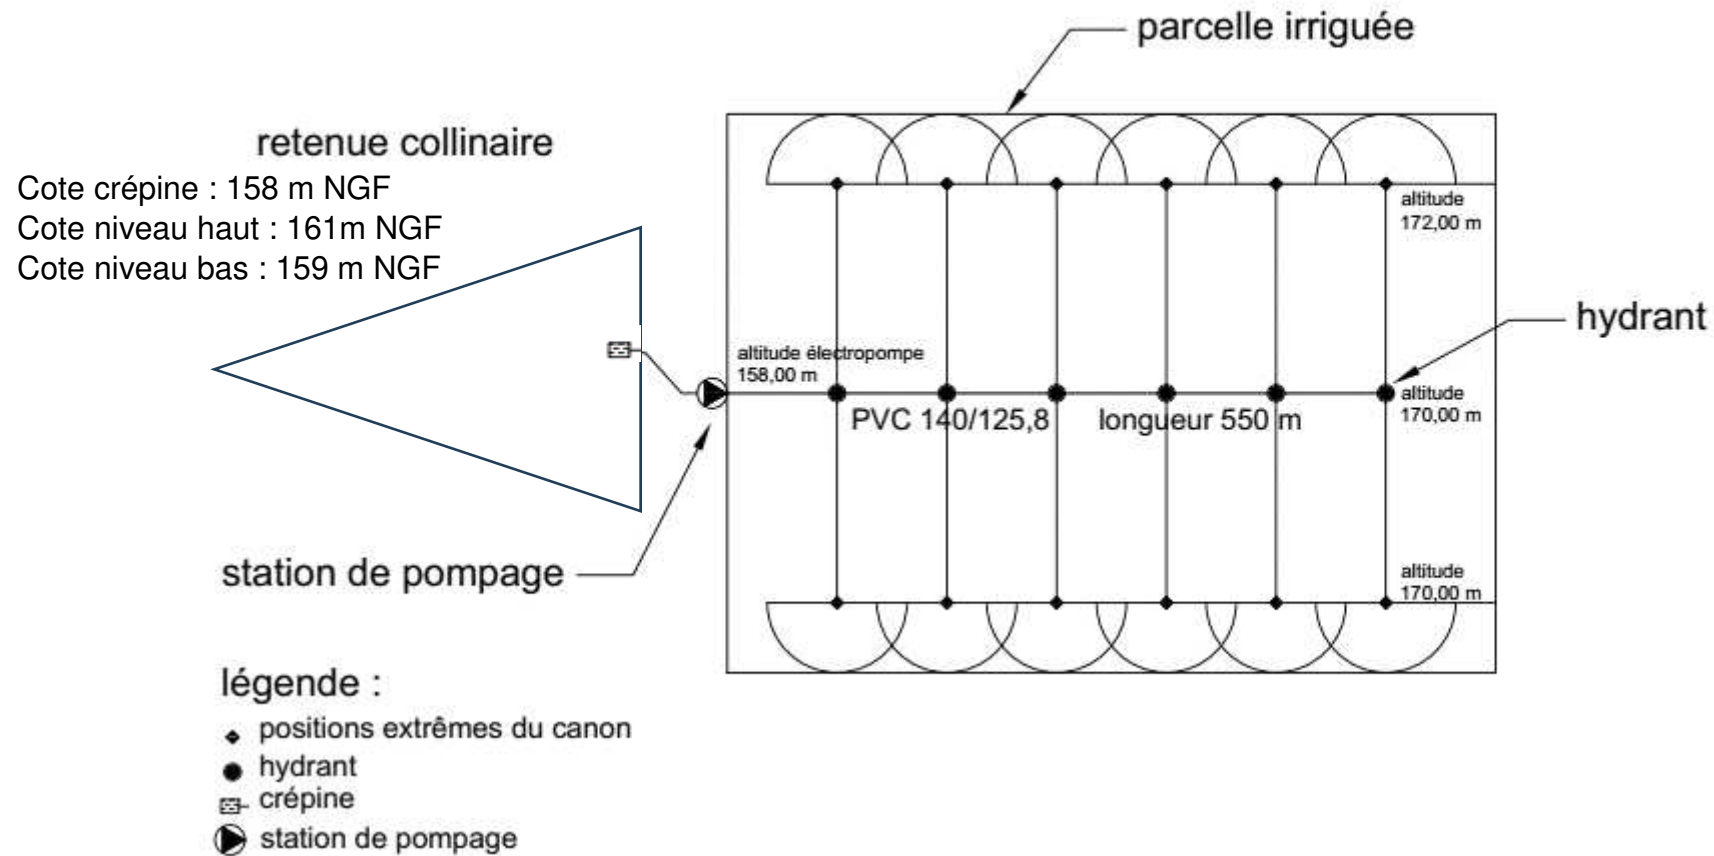 parcelle irriguée
retenue collinaire
Cote crépine : 158 m NGF
Cote niveau haut : 161m NGF
Cote niveau bas : 159 m NGF
altitude
172,00 m
hydrant
altitude électropompe
158,00 m
altitude
170,00 m
PVC 140/125,8
longueur 550 m
station de pompage
altitude
170,00 m
légende :
positions extrêmes du canon
hydrant
crépine
station de pompage